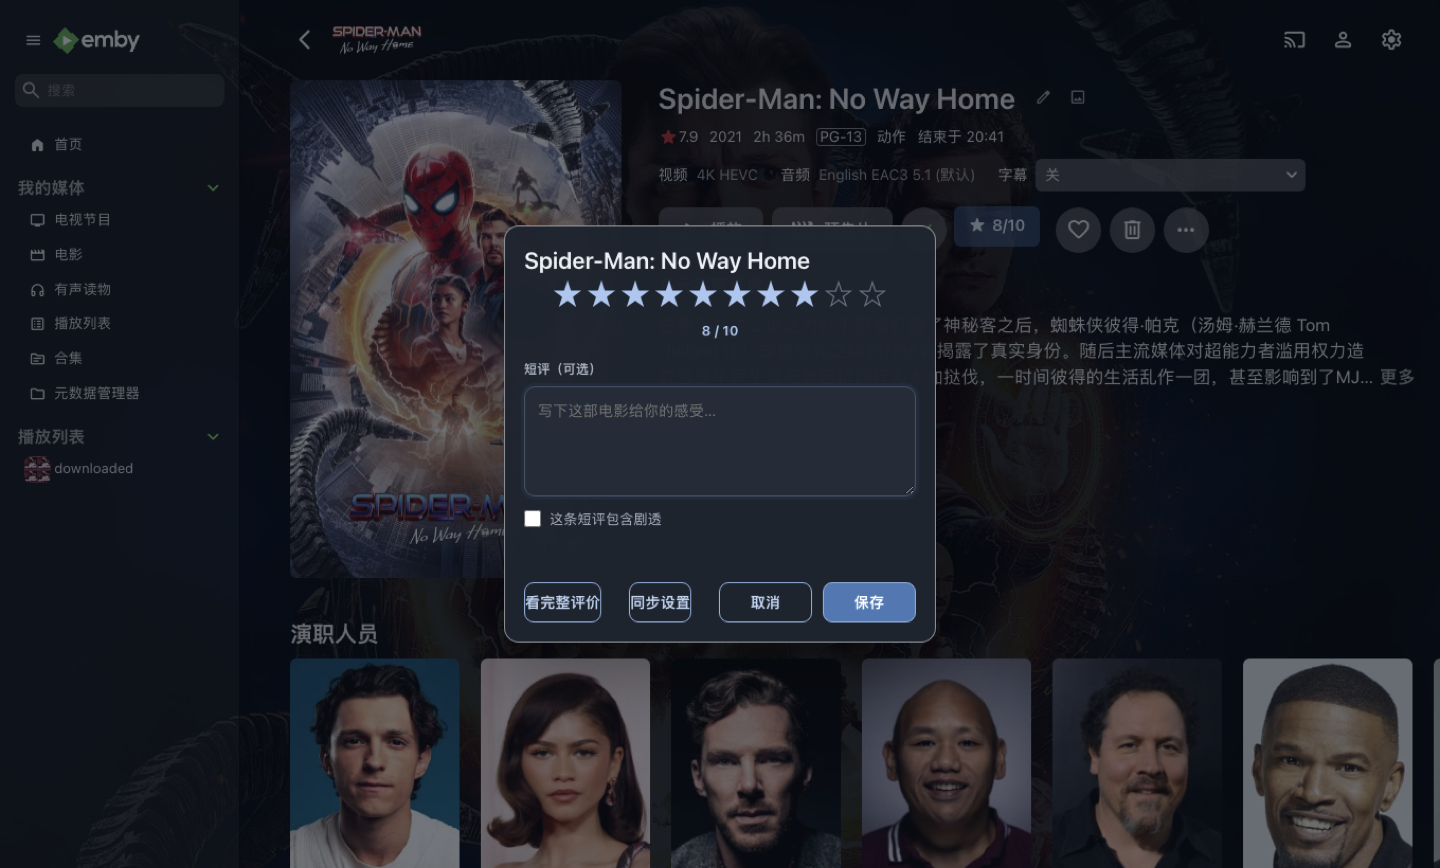 emby
SPIDER-MAN
No Way Home
搜索
首页
我的媒体
电视节目
电影
有声读物
播放列表
合集
元数据管理器
播放列表
downloaded
Spider-Man: No Way Home
7.9 2021 2h 36m PG-13 动作 结束于 20:41
视频 4K HEVC 音频 English EAC3 5.1 (默认) 字幕 关
8/10
了神秘客之后，蜘蛛侠彼得·帕克（汤姆·赫兰德 Tom
揭露了真实身份。随后主流媒体对超能力者滥用权力造
加挞伐，一时间彼得的生活乱作一团，甚至影响到了MJ... 更多
Spider-Man: No Way Home
8 / 10
短评（可选）
写下这部电影给你的感受...
这条短评包含剧透
看完整评价
同步设置
取消
保存
No Way Home
演职人员